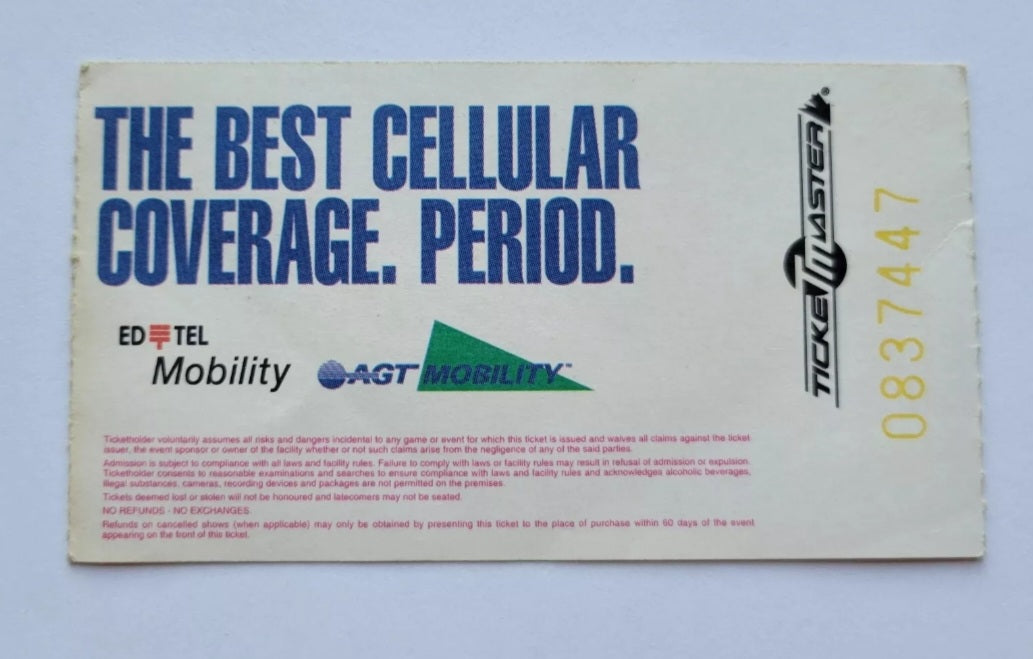 THE BEST CELLULAR
COVERAGE. PERIOD.
ED TEL
Mobility
AGT MOBILITY™
Ticketholder voluntarily assumes all risks and dangers incidental to any game or event for which this ticket is issued and waives all claims against the ticket
issuer, the event sponsor or owner of the facility whether or not such claims arise from the negligence of any of the said parties.
Admission is subject to compliance with all laws and facility rules. Failure to comply with laws or facility rules may result in refusal of admission or expulsion.
Ticketholder consents to reasonable examinations and searches to ensure compliance with laws and facility rules and acknowledges alcoholic beverages,
illegal substances, cameras, recording devices and packages are not permitted on the premises.
Tickets deemed lost or stolen will not be honoured and latecomers may not be seated.
NO REFUNDS - NO EXCHANGES.
Refunds on cancelled shows (when applicable) may only be obtained by presenting this ticket to the place of purchase within 60 days of the event
appearing on the front of this ticket.
TICKETMASTER®
0837447